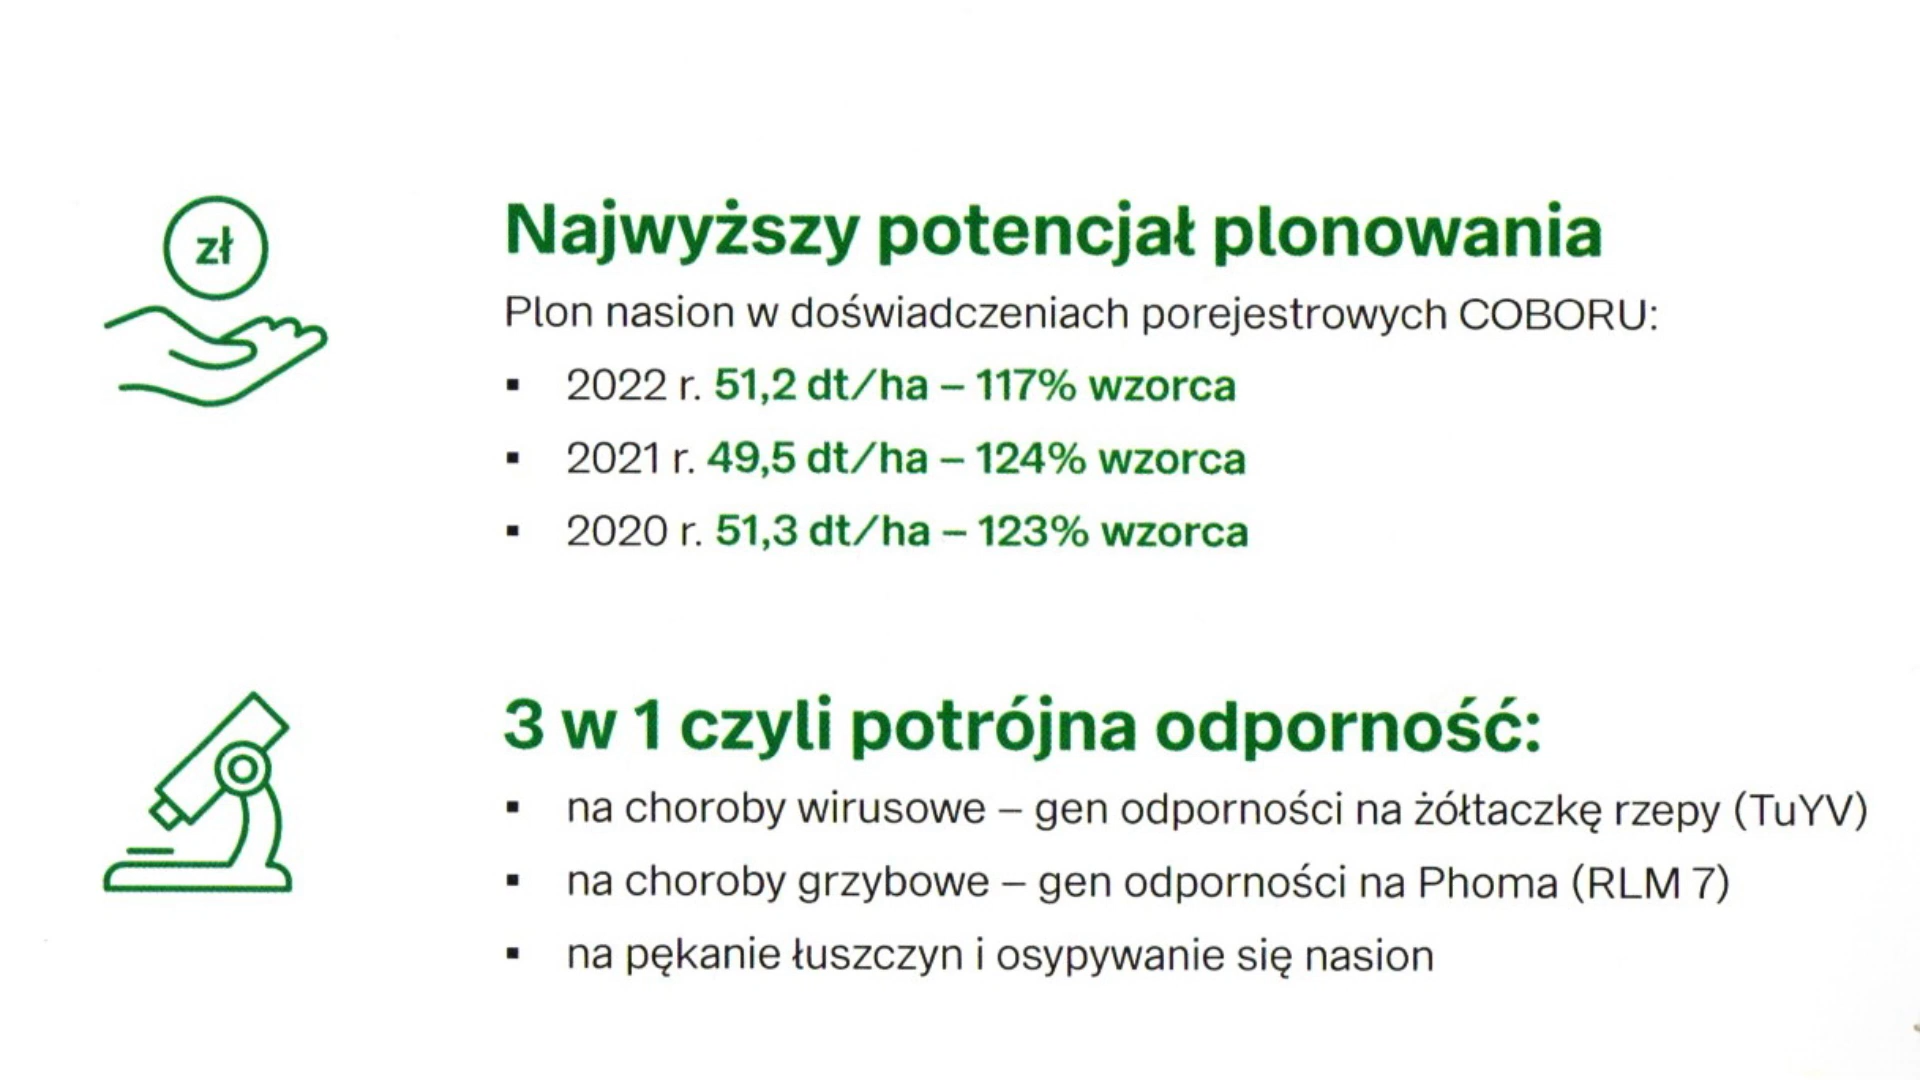 zł
Najwyższy potencjał plonowania
Plon nasion w doświadczeniach porejestrowych COBORU:
▪ 2022 r. 51,2 dt/ha – 117% wzorca
▪ 2021 r. 49,5 dt/ha – 124% wzorca
▪ 2020 r. 51,3 dt/ha – 123% wzorca
3 w 1 czyli potrójna odporność:
▪ na choroby wirusowe – gen odporności na żółtaczkę rzepy (TuYV)
▪ na choroby grzybowe – gen odporności na Phoma (RLM 7)
▪ na pękanie łuszczyn i osypywanie się nasion